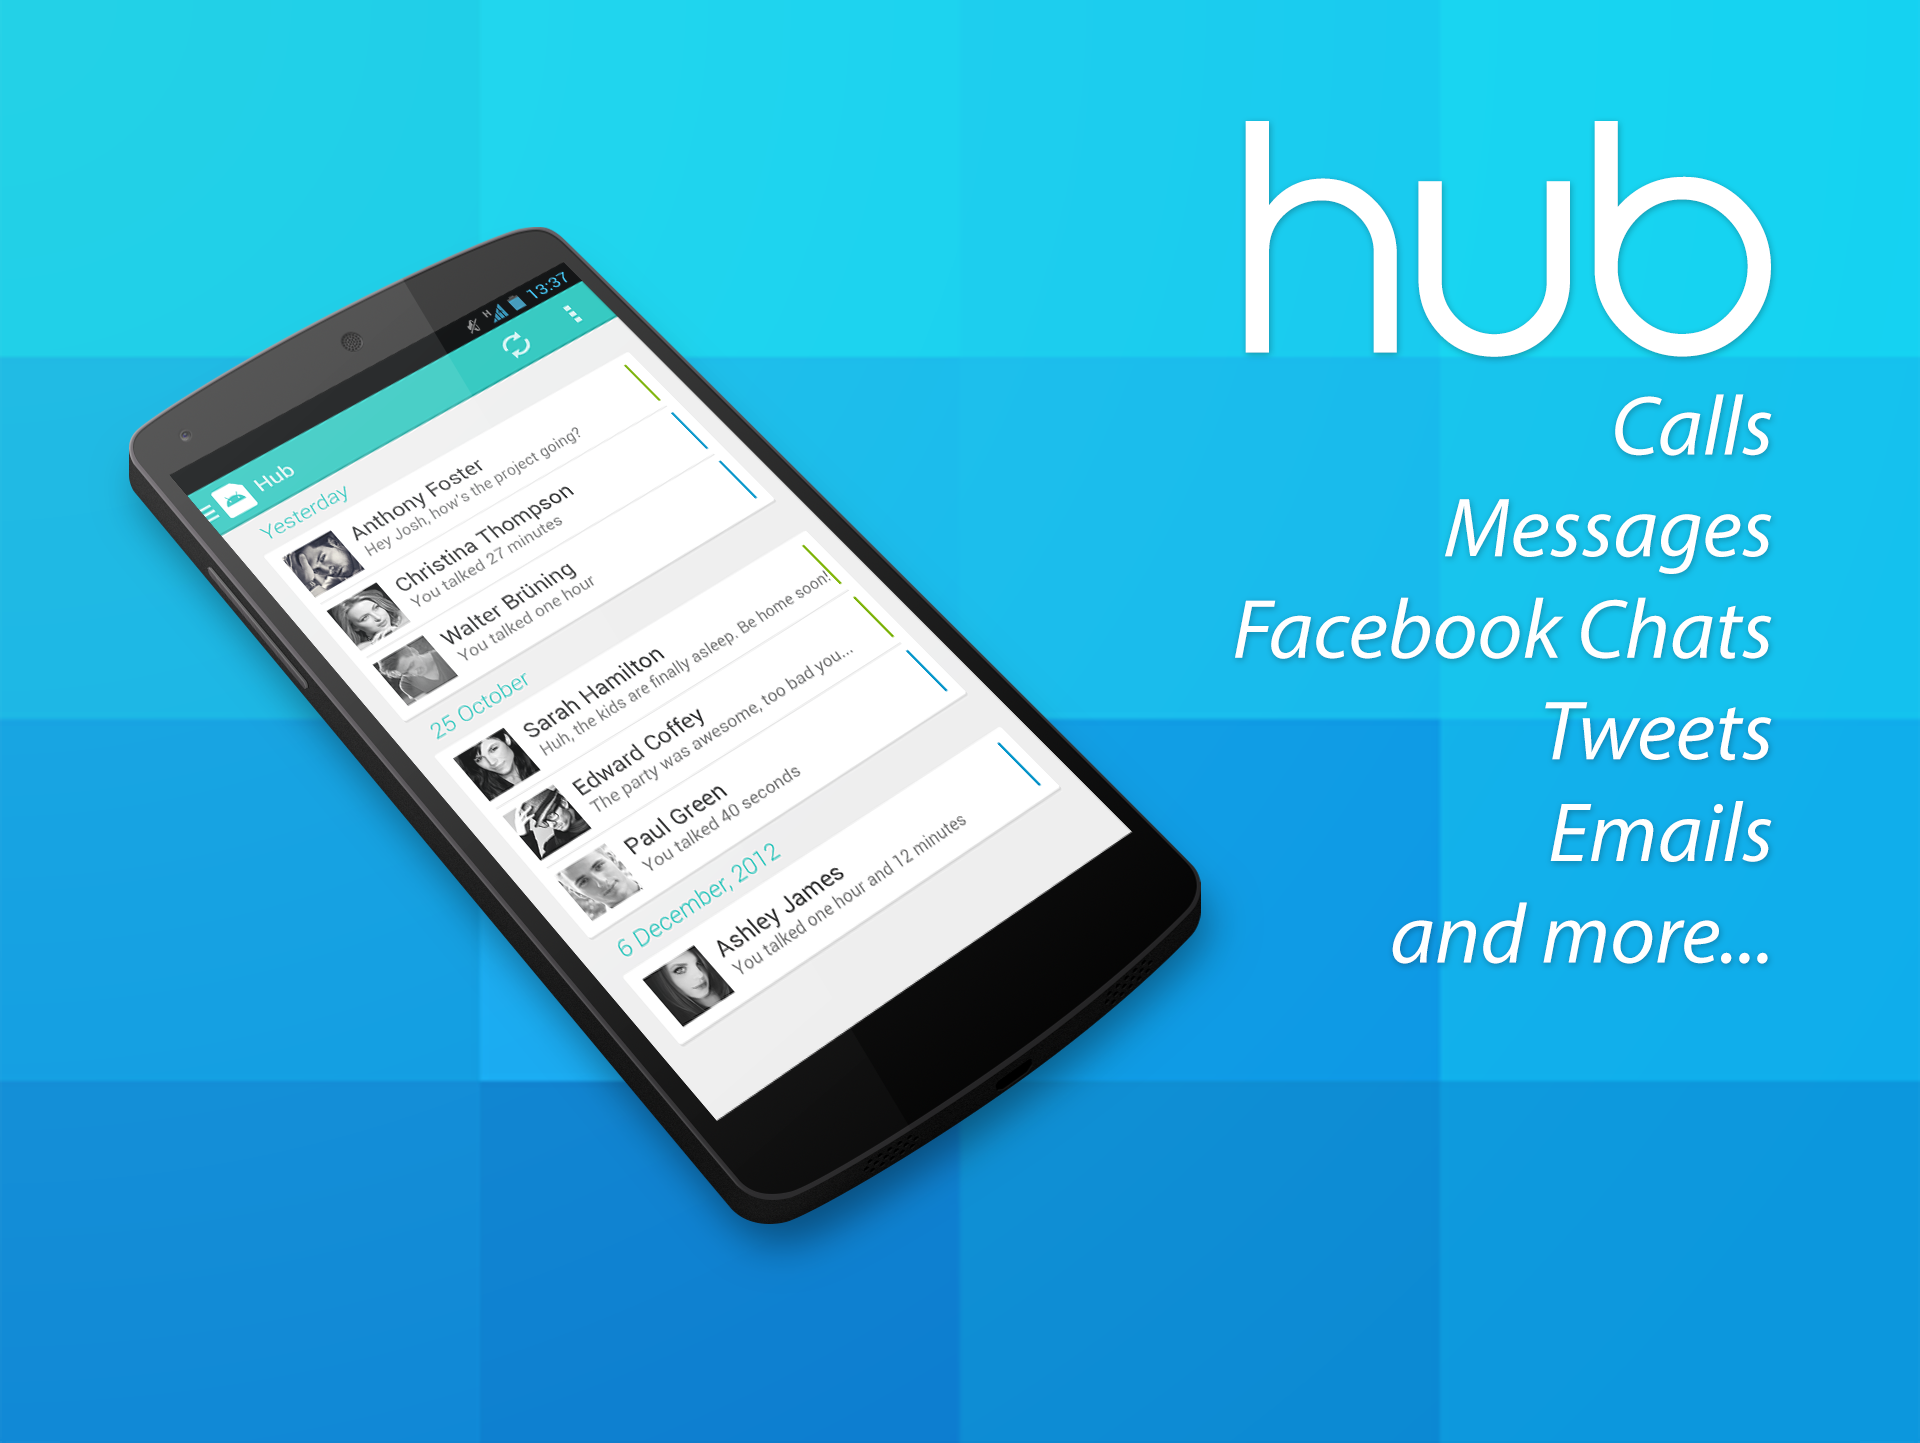 13:37
Hub
Yesterday
Anthony Foster
Hey Josh, how's the project going?
Christina Thompson
You talked 27 minutes
Walter Brüning
You talked one hour
25 October
Sarah Hamilton
Huh, the kids are finally asleep. Be home soon!
Edward Coffey
The party was awesome, too bad you...
Paul Green
You talked 40 seconds
6 December, 2012
Ashley James
You talked one hour and 12 minutes
hub
Calls
Messages
Facebook Chats
Tweets
Emails
and more...